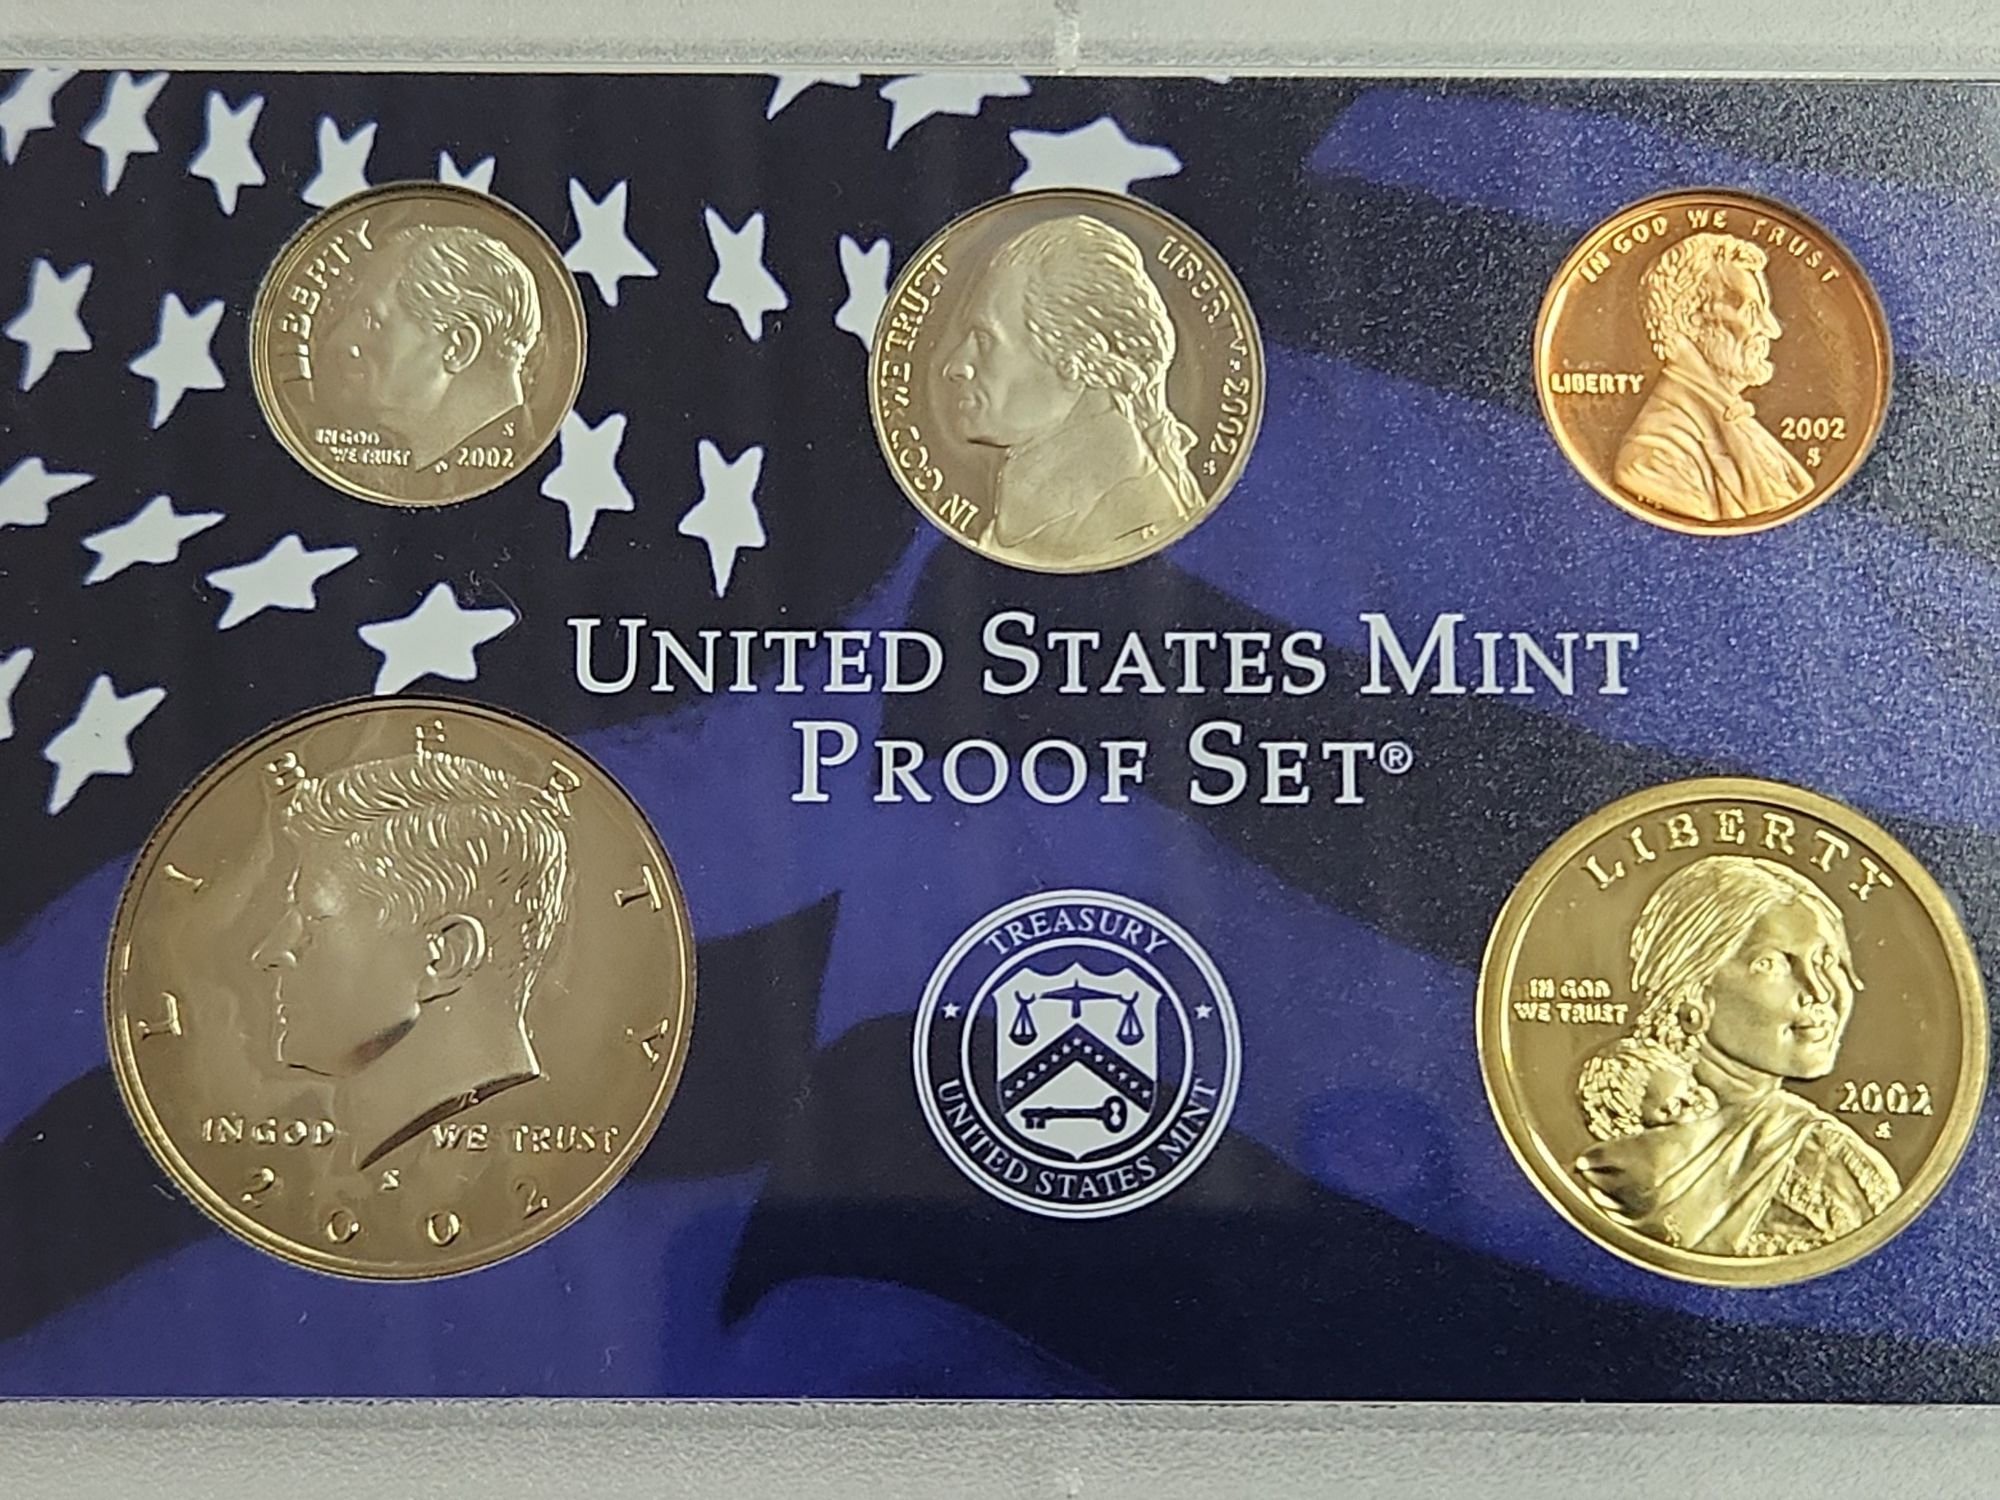 LIBERTY
IN GOD
WE TRUST
S
2002
IN GOD WE TRUST
LIBERTY · 2002
S
IN GOD WE TRUST
LIBERTY
2002
S
UNITED STATES MINT
PROOF SET®
LIBERTY
IN GOD WE TRUST
S
2002
TREASURY
UNITED STATES MINT
LIBERTY
IN GOD
WE TRUST
2002
S